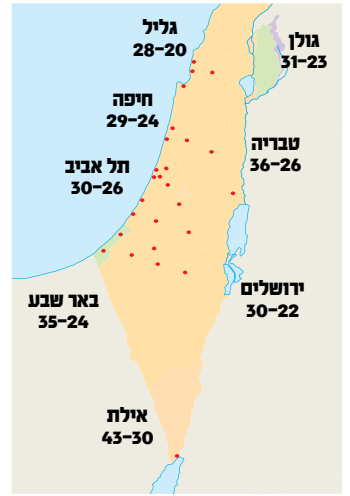 גליל
28-20
גולן
31-23
חיפה
29-24
טבריה
36-26
תל אביב
30-26
ירושלים
30-22
באר שבע
35-24
אילת
43-30